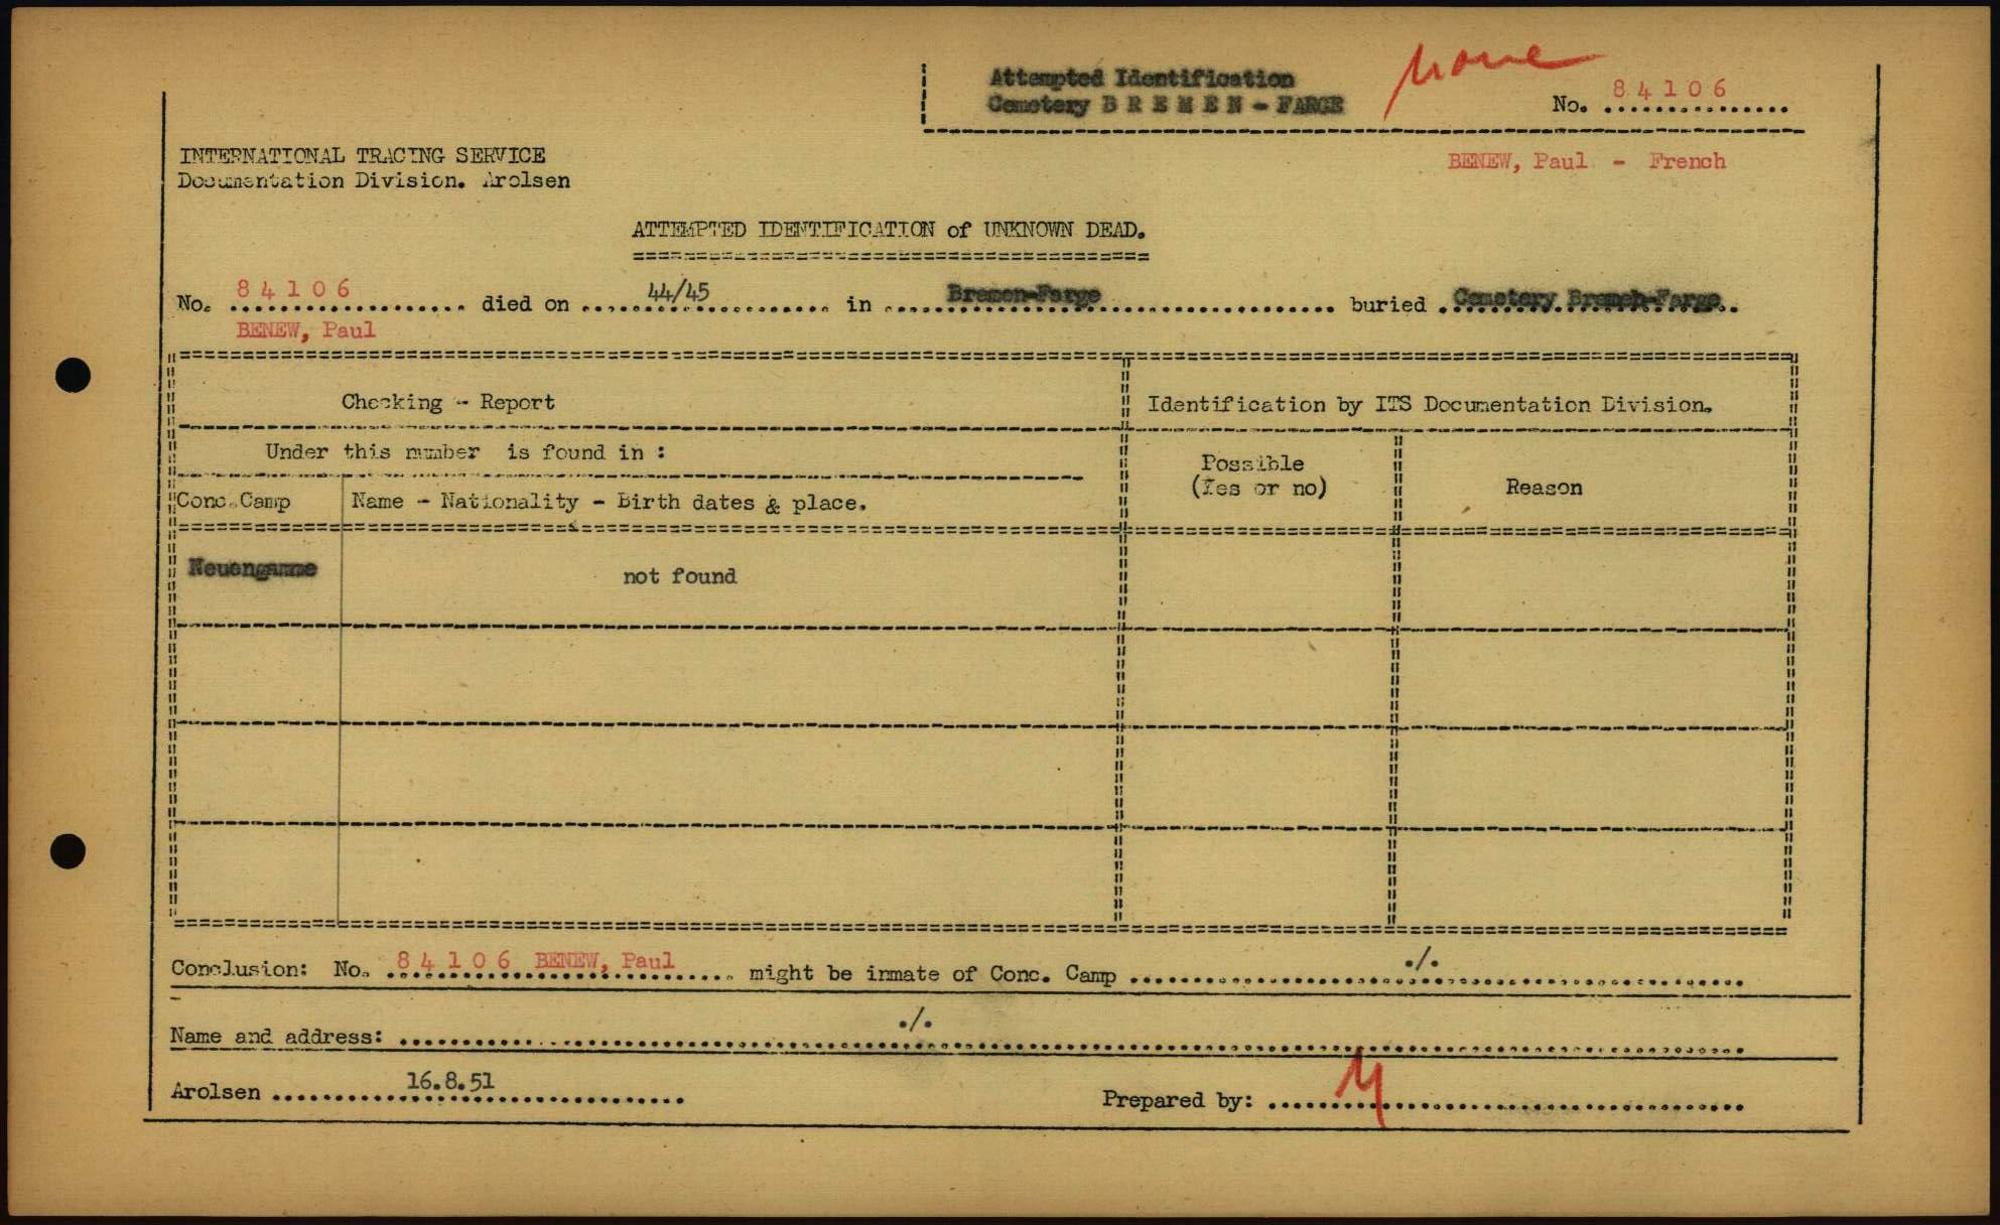 none
Attempted Identification
Cemetery B R E M E N - FARGE
No. 84106
INTERNATIONAL TRACING SERVICE
Documentation Division. Arolsen
BENEW, Paul - French
ATTEMPTED IDENTIFICATION of UNKNOWN DEAD.
No. 84106 died on 44/45 in Bremen-Farge buried Cemetery Bremen-Farge.
BENEW, Paul
Checking - Report
Identification by ITS Documentation Division.
Under this number is found in :
Possible
(Yes or no)
Reason
Conc.Camp
Name - Nationality - Birth dates & place.
Neuengamme
not found
Conclusion: No. 84106 BENEW, Paul might be inmate of Conc. Camp ./.
Name and address: ./.
Arolsen 16.8.51
Prepared by: